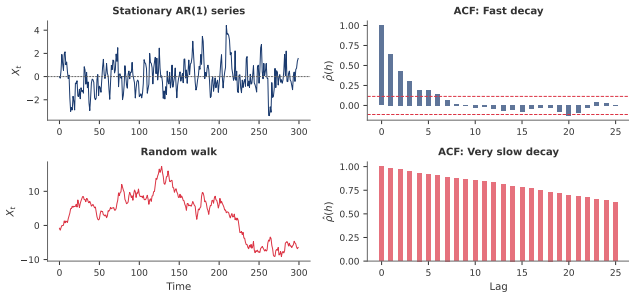 Stationary AR(1) series
X_t
4
2
0
−2
0 50 100 150 200 250 300
ACF: Fast decay
ρ̂(h)
1.00
0.75
0.50
0.25
0.00
0 5 10 15 20 25
Random walk
X_t
10
0
−10
0 50 100 150 200 250 300
Time
ACF: Very slow decay
ρ̂(h)
1.00
0.75
0.50
0.25
0.00
0 5 10 15 20 25
Lag